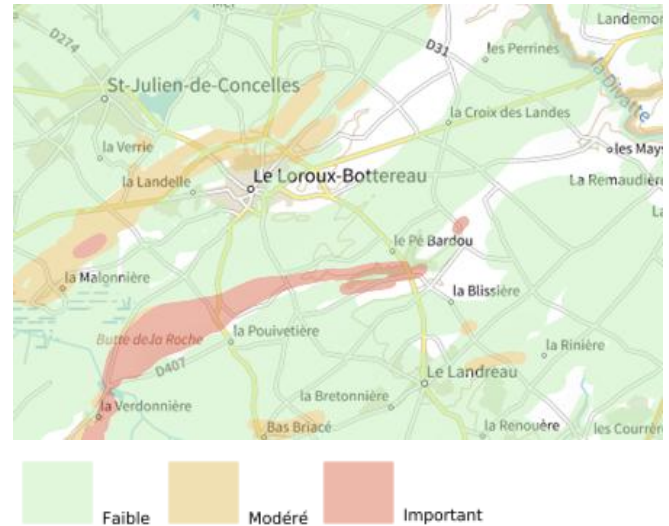 Landemon
D274
D31
les Perrines
la Divatte
St-Julien-de-Concelles
la Croix des Landes
la Verrie
les Mays
Le Loroux-Bottereau
la Landelle
La Remaudière
le Pé Bardou
la Malonnière
la Blissière
Butte de la Roche
la Pouivetière
la Rinière
D407
Le Landreau
la Bretonnière
la Verdonnière
Bas Briacé
la Renouère
les Courrère
Faible Modéré Important